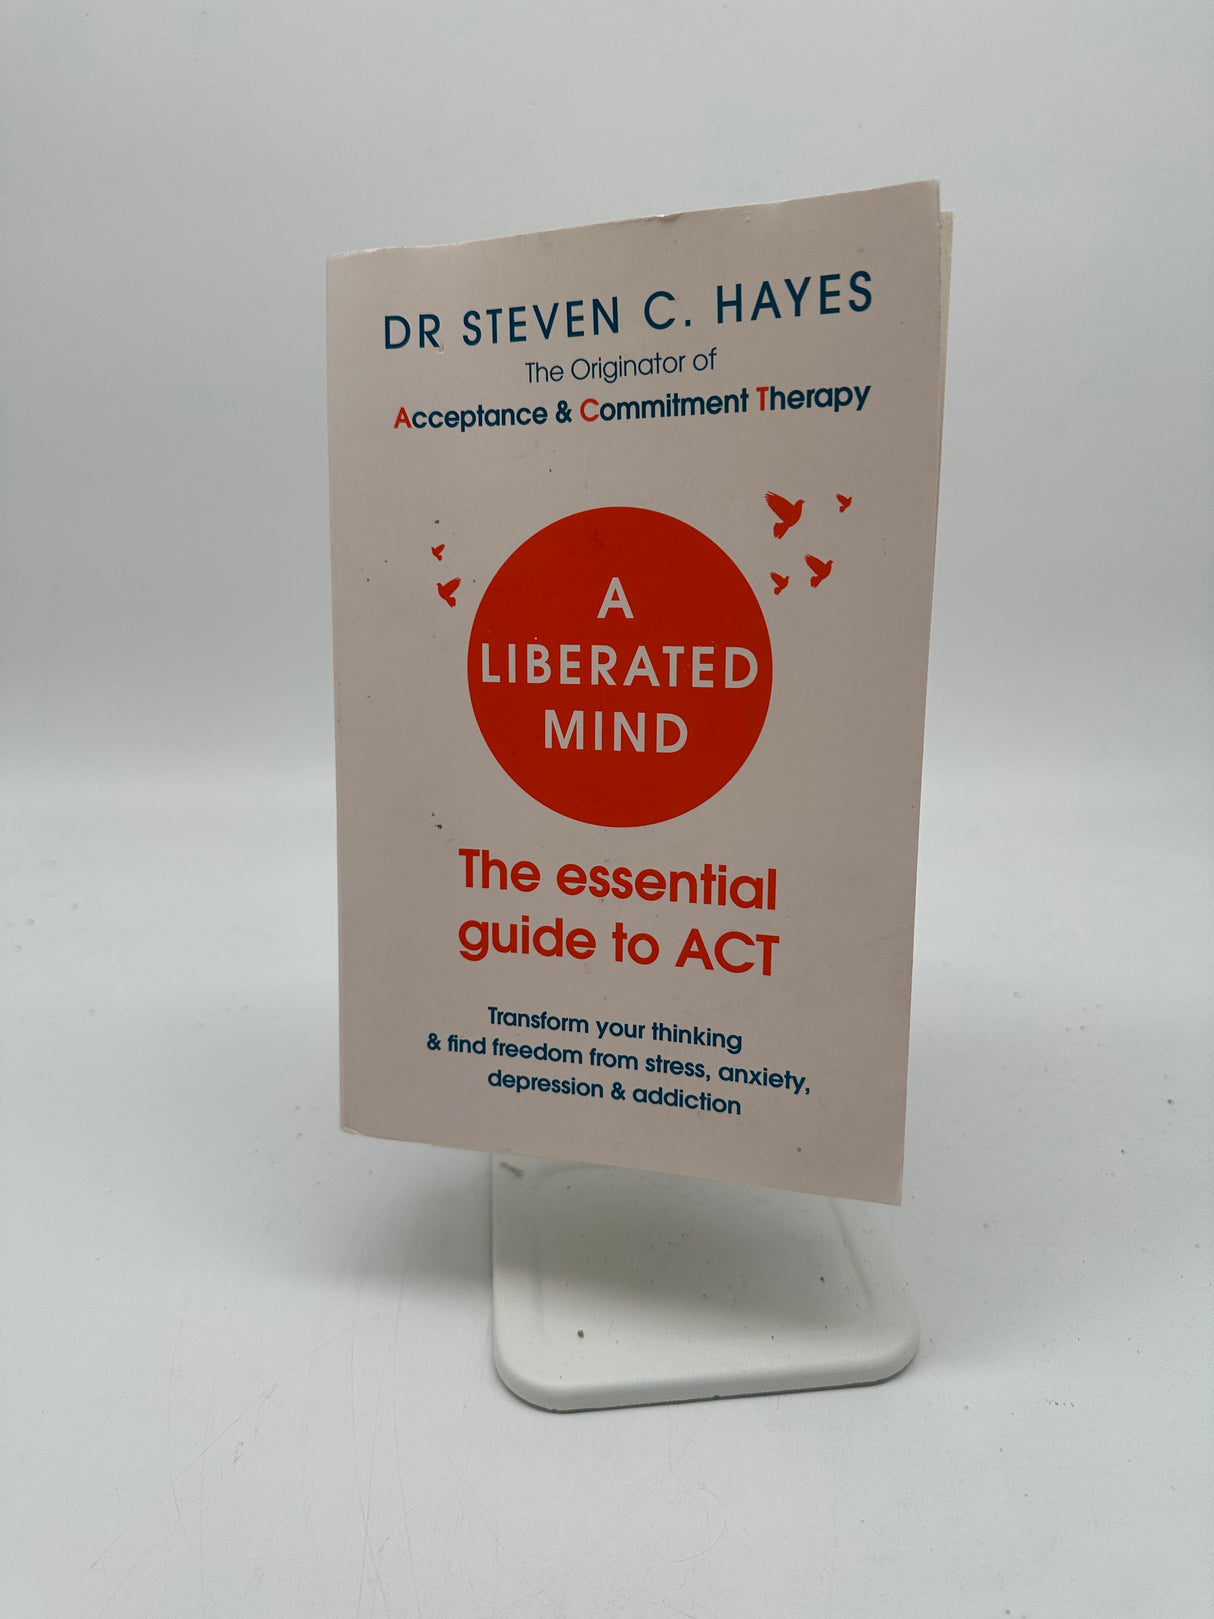 DR STEVEN C. HAYES
The Originator of
Acceptance & Commitment Therapy
A
LIBERATED
MIND
The essential
guide to ACT
Transform your thinking
& find freedom from stress, anxiety,
depression & addiction